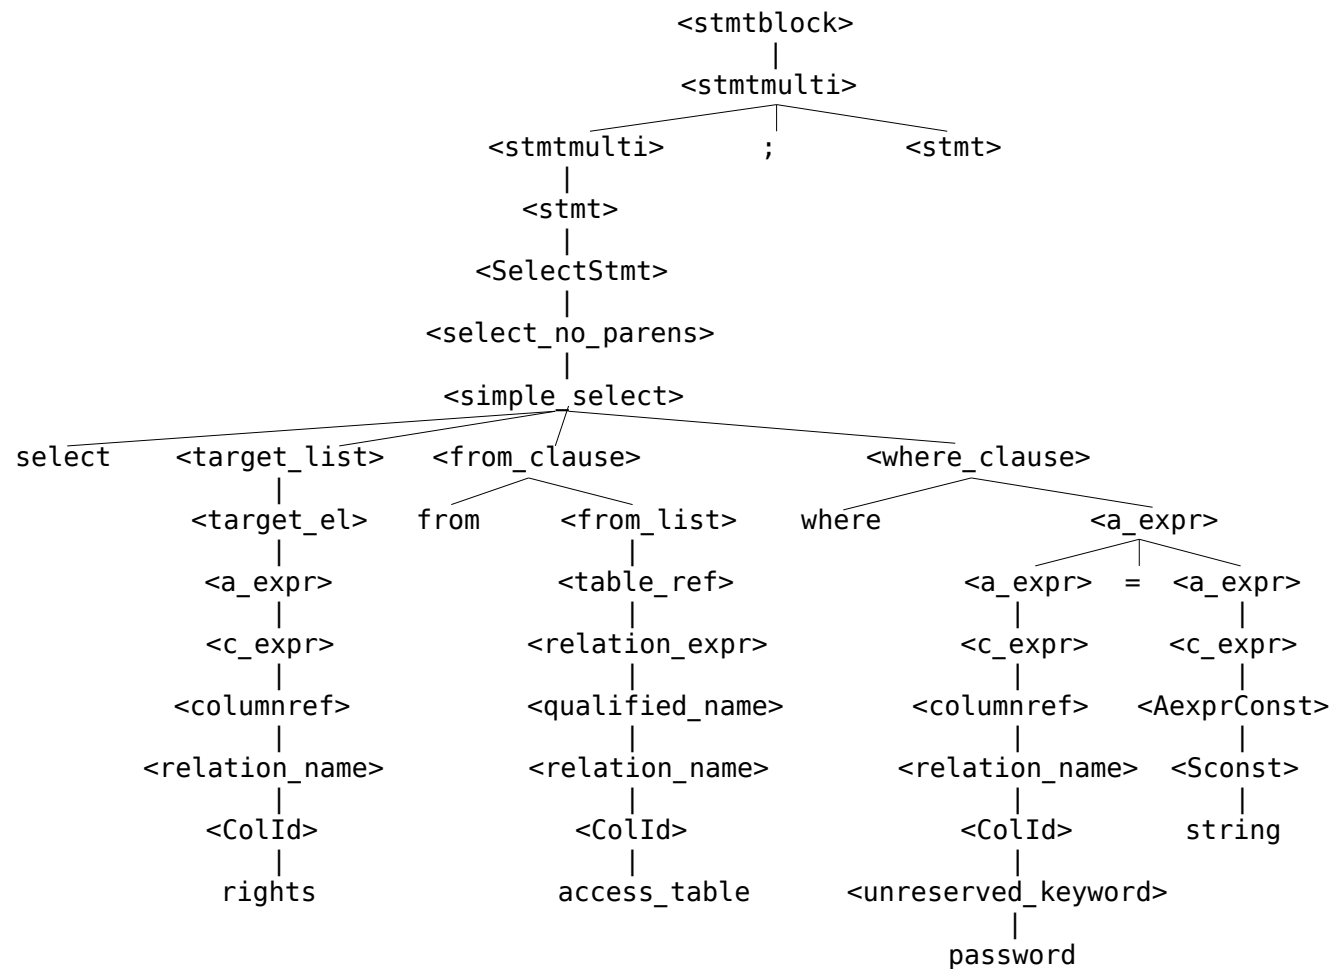 <stmtblock>
<stmtmulti>
<stmtmulti> ; <stmt>
<stmt>
<SelectStmt>
<select_no_parens>
<simple_select>
select <target_list> <from_clause> <where_clause>
<target_el> from <from_list> where <a_expr>
<a_expr> <table_ref> <a_expr> = <a_expr>
<c_expr> <relation_expr> <c_expr> <c_expr>
<columnref> <qualified_name> <columnref> <AexprConst>
<relation_name> <relation_name> <relation_name> <Sconst>
<ColId> <ColId> <ColId> string
rights access_table <unreserved_keyword>
password